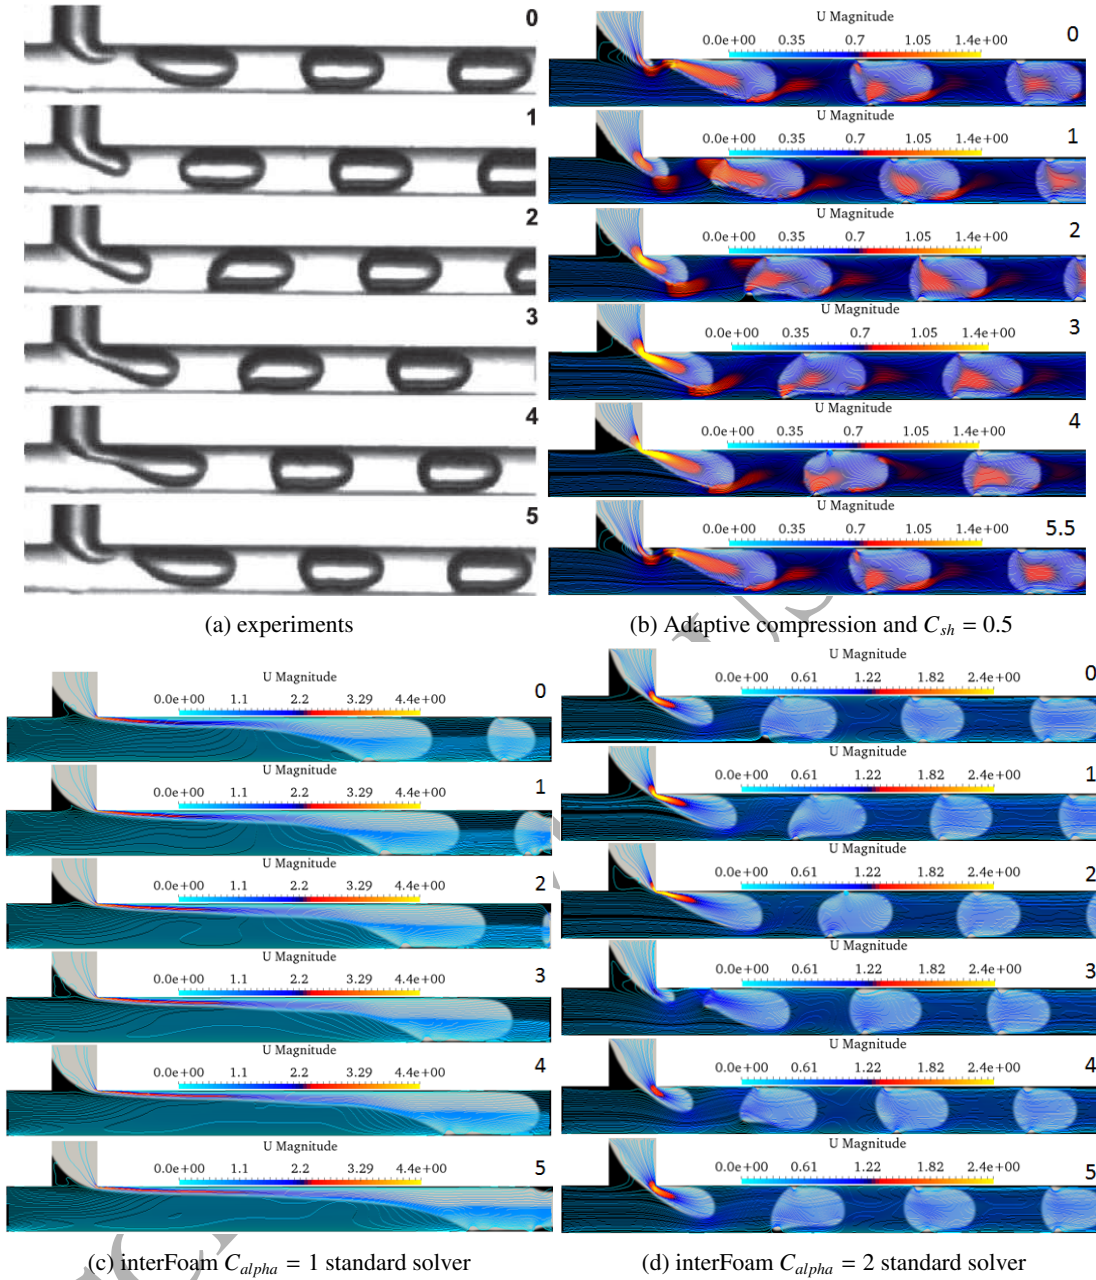 0
1
2
3
4
5
(a) experiments
U Magnitude
0.0e+00 0.35 0.7 1.05 1.4e+00
0
U Magnitude
0.0e+00 0.35 0.7 1.05 1.4e+00
1
U Magnitude
0.0e+00 0.35 0.7 1.05 1.4e+00
2
U Magnitude
0.0e+00 0.35 0.7 1.05 1.4e+00
3
U Magnitude
0.0e+00 0.35 0.7 1.05 1.4e+00
4
U Magnitude
0.0e+00 0.35 0.7 1.05 1.4e+00
5.5
(b) Adaptive compression and C_sh = 0.5
U Magnitude
0.0e+00 1.1 2.2 3.29 4.4e+00
0
U Magnitude
0.0e+00 1.1 2.2 3.29 4.4e+00
1
U Magnitude
0.0e+00 1.1 2.2 3.29 4.4e+00
2
U Magnitude
0.0e+00 1.1 2.2 3.29 4.4e+00
3
U Magnitude
0.0e+00 1.1 2.2 3.29 4.4e+00
4
U Magnitude
0.0e+00 1.1 2.2 3.29 4.4e+00
5
(c) interFoam C_alpha = 1 standard solver
U Magnitude
0.0e+00 0.61 1.22 1.82 2.4e+00
0
U Magnitude
0.0e+00 0.61 1.22 1.82 2.4e+00
1
U Magnitude
0.0e+00 0.61 1.22 1.82 2.4e+00
2
U Magnitude
0.0e+00 0.61 1.22 1.82 2.4e+00
3
U Magnitude
0.0e+00 0.61 1.22 1.82 2.4e+00
4
U Magnitude
0.0e+00 0.61 1.22 1.82 2.4e+00
5
(d) interFoam C_alpha = 2 standard solver